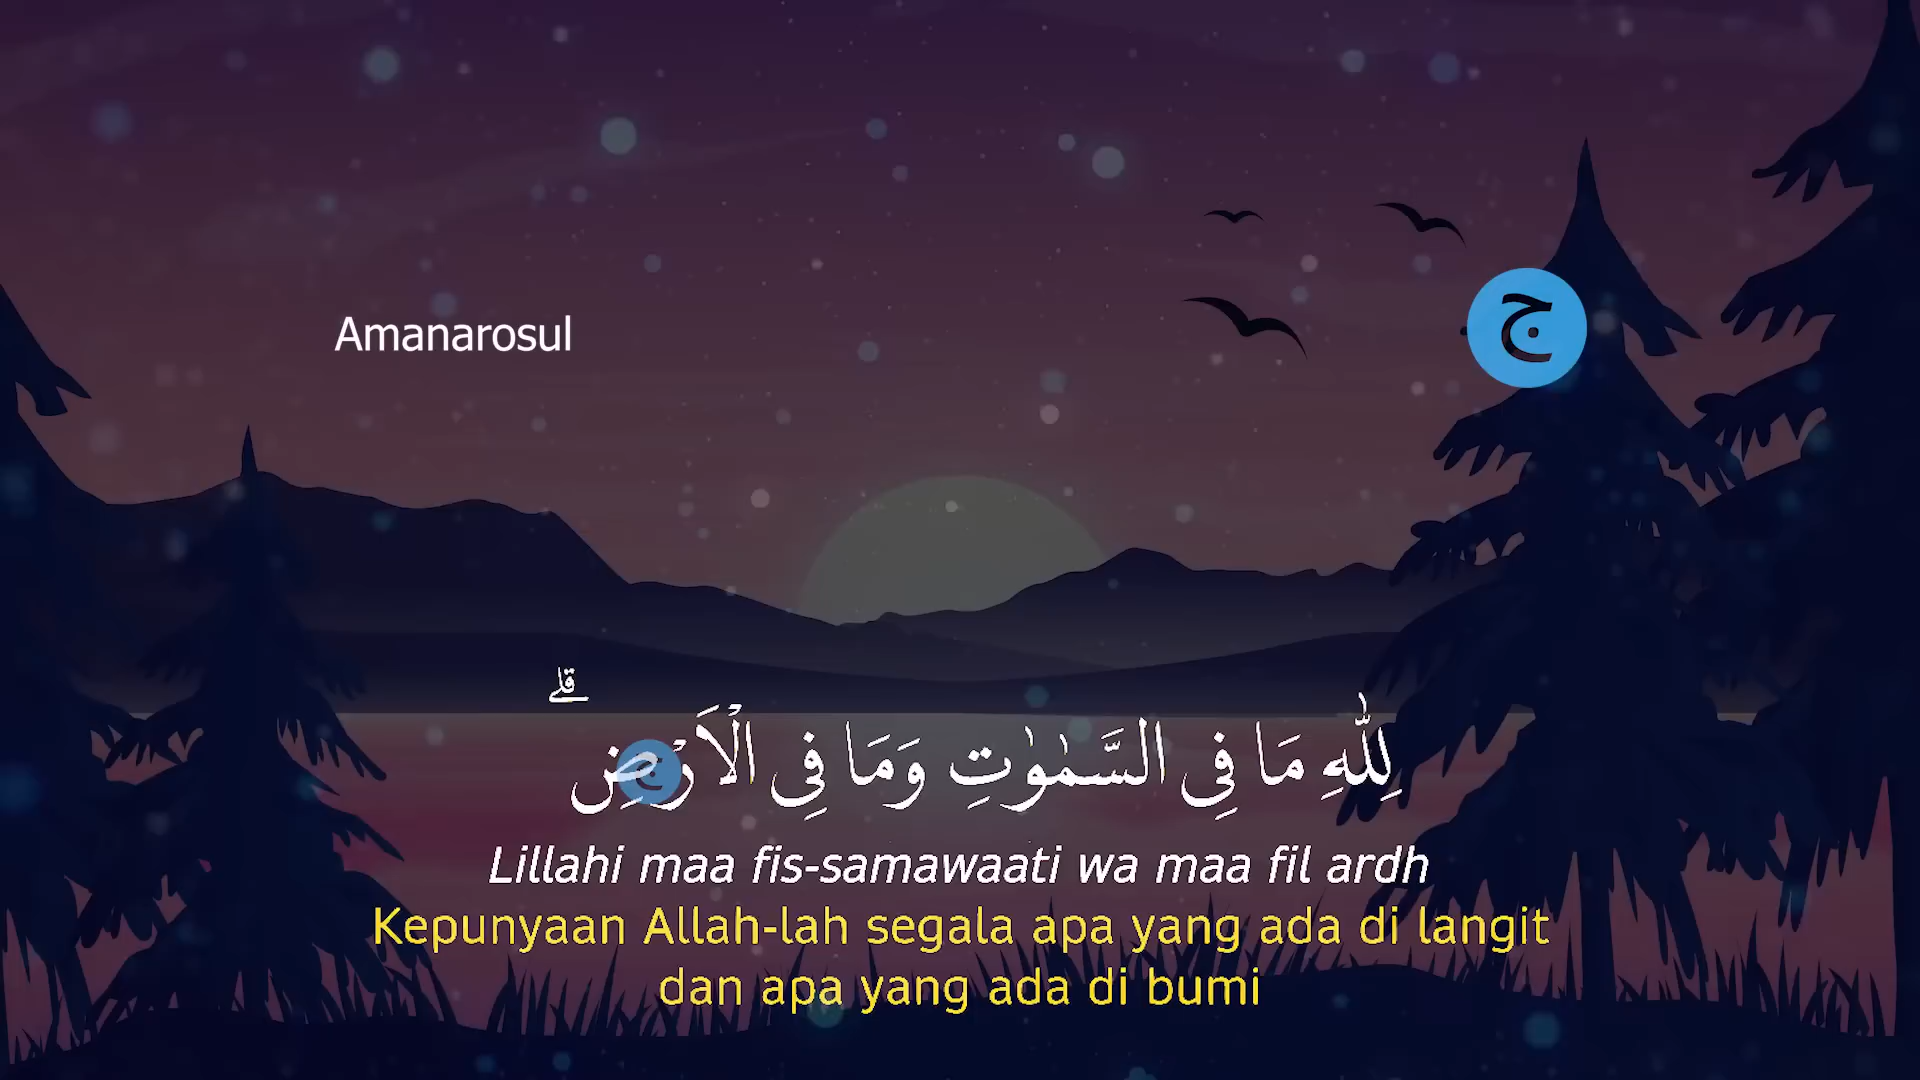 Amanarosul
ج
لِلّٰهِ مَا فِى السَّمٰوٰتِ وَمَا فِى الْاَرْضِ ۗ
Lillahi maa fis-samawaati wa maa fil ardh
Kepunyaan Allah-lah segala apa yang ada di langit
dan apa yang ada di bumi